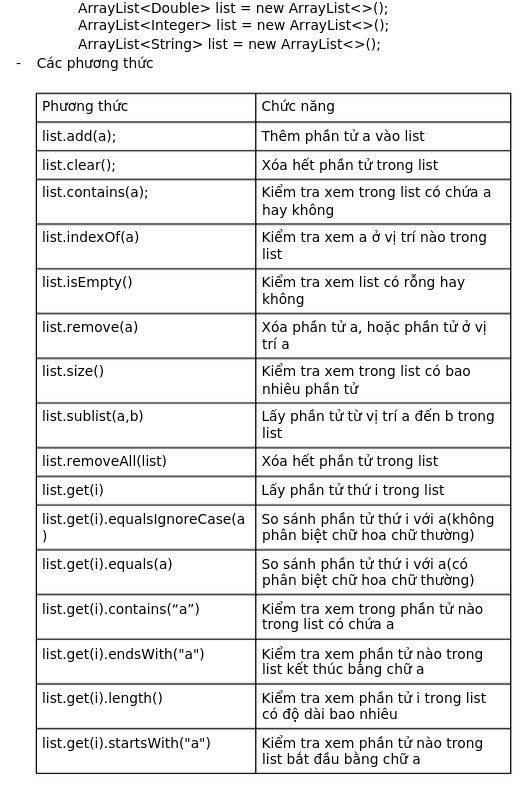 ArrayList<Double> list = new ArrayList<>();
ArrayList<Integer> list = new ArrayList<>();
ArrayList<String> list = new ArrayList<>();
- Các phương thức
Phương thức Chức năng
list.add(a); Thêm phần tử a vào list
list.clear(); Xóa hết phần tử trong list
list.contains(a); Kiểm tra xem trong list có chứa a
hay không
list.indexOf(a) Kiểm tra xem a ở vị trí nào trong
list
list.isEmpty() Kiểm tra xem list có rỗng hay
không
list.remove(a) Xóa phần tử a, hoặc phần tử ở vị
trí a
list.size() Kiểm tra xem trong list có bao
nhiêu phần tử
list.sublist(a,b) Lấy phần tử từ vị trí a đến b trong
list
list.removeAll(list) Xóa hết phần tử trong list
list.get(i) Lấy phần tử thứ i trong list
list.get(i).equalsIgnoreCase(a So sánh phần tử thứ i với a(không
) phân biệt chữ hoa chữ thường)
list.get(i).equals(a) So sánh phần tử thứ i với a(có
phân biệt chữ hoa chữ thường)
list.get(i).contains(“a”) Kiểm tra xem trong phần tử nào
trong list có chứa a
list.get(i).endsWith("a") Kiểm tra xem phần tử nào trong
list kết thúc bằng chữ a
list.get(i).length() Kiểm tra xem phần tử i trong list
có độ dài bao nhiêu
list.get(i).startsWith("a") Kiểm tra xem phần tử nào trong
list bắt đầu bằng chữ a